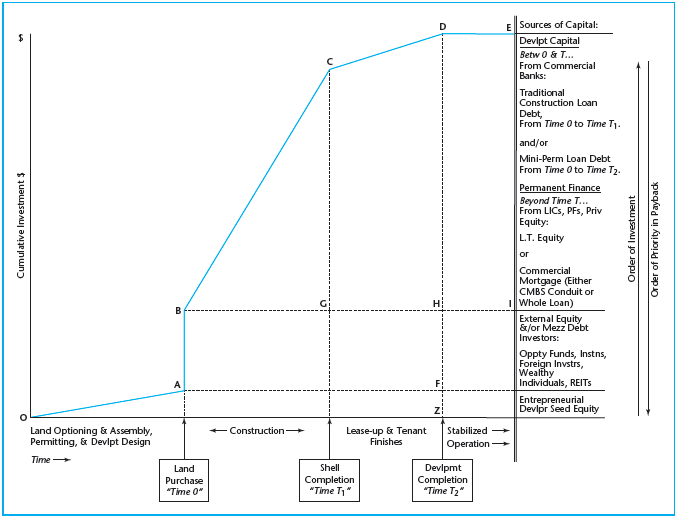 $
Cumulative Investment $
O
A
B
C
D
E
F
G
H
I
Z
Land Optioning & Assembly,
Permitting, & Devlpt Design
Time
Construction
Lease-up & Tenant
Finishes
Stabilized
Operation
Land
Purchase
"Time 0"
Shell
Completion
"Time T1"
Devlpmt
Completion
"Time T2"
Sources of Capital:
Devlpt Capital
Betw 0 & T...
From Commercial
Banks:
Traditional
Construction Loan
Debt,
From Time 0 to Time T1.
and/or
Mini-Perm Loan Debt
From Time 0 to Time T2.
Permanent Finance
Beyond Time T...
From LICs, PFs, Priv
Equity:
L.T. Equity
or
Commercial
Mortgage (Either
CMBS Conduit or
Whole Loan)
External Equity
&/or Mezz Debt
Investors:
Oppty Funds, Instns,
Foreign Invstrs,
Wealthy
Individuals, REITs
Entrepreneurial
Devlpr Seed Equity
Order of Investment
Order of Priority in Payback